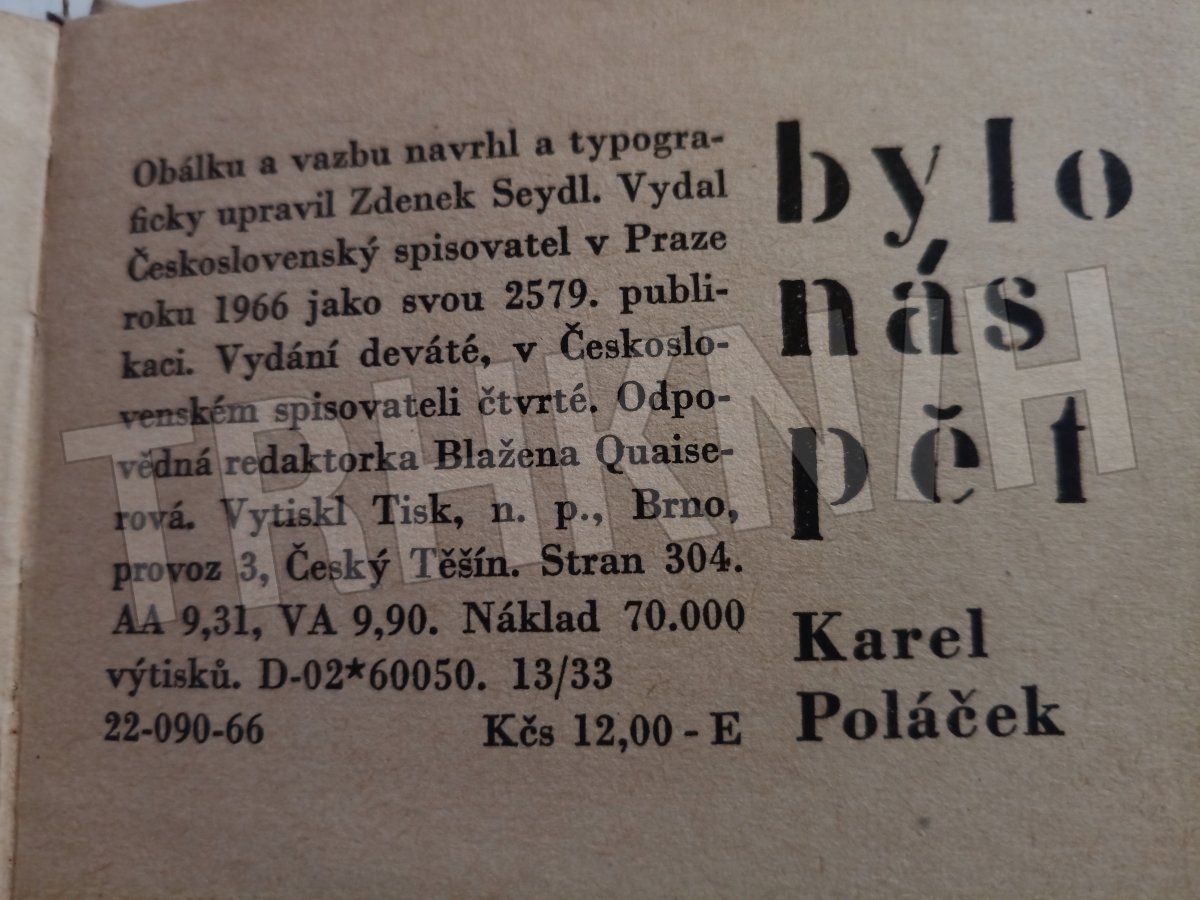 Obálku a vazbu navrhl a typogra-
ficky upravil Zdenek Seydl. Vydal
Československý spisovatel v Praze
roku 1966 jako svou 2579. publi-
kaci. Vydání deváté, v Českoslo-
venském spisovateli čtvrté. Odpo-
vědná redaktorka Blažena Quaise-
rová. Vytiskl Tisk, n. p., Brno,
provoz 3, Český Těšín. Stran 304.
AA 9,31, VA 9,90. Náklad 70.000
výtisků. D-02*60050. 13/33
22-090-66 Kčs 12,00 - E
bylo
nás
pět
Karel
Poláček
TRHKNIH